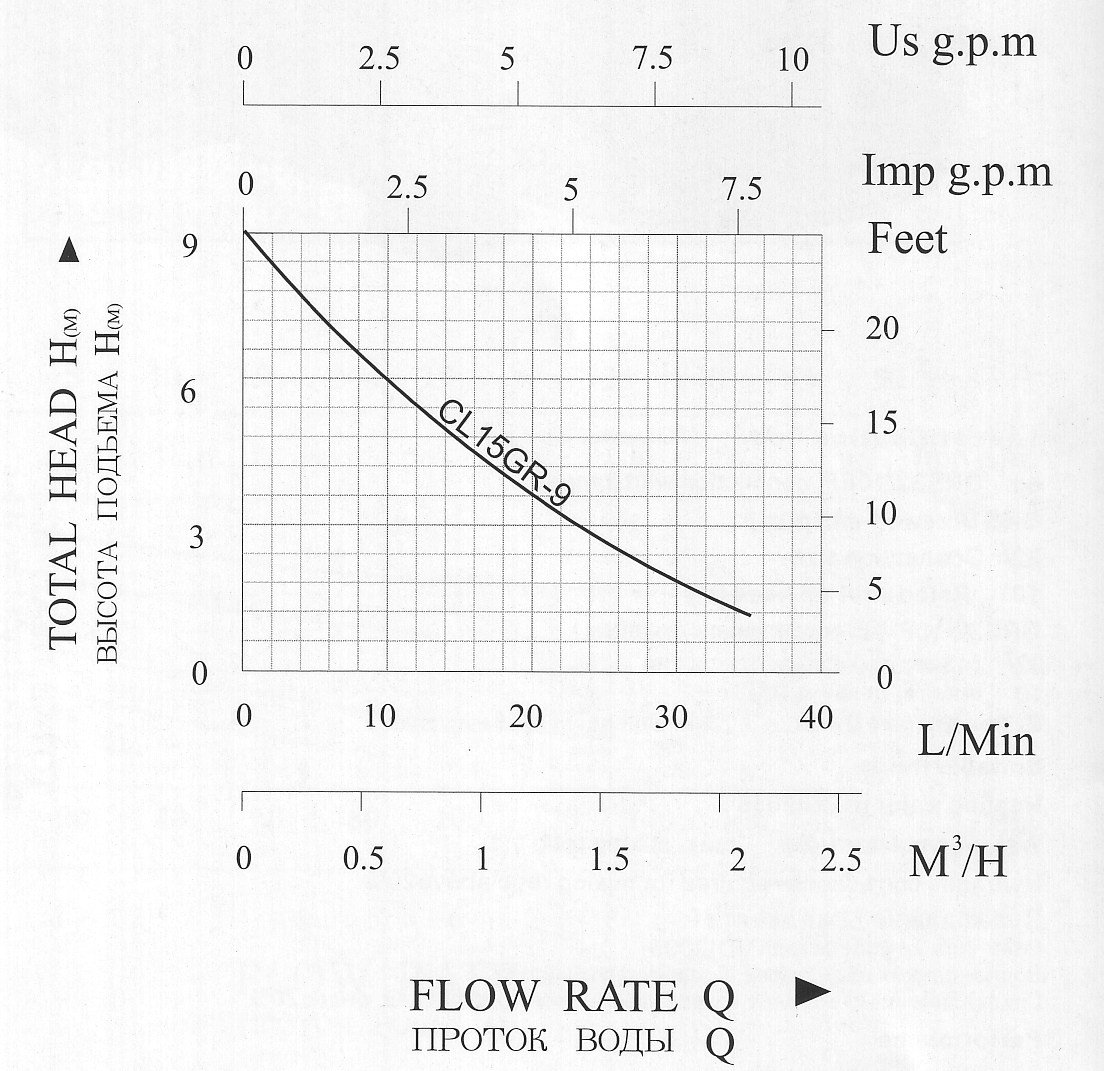 0 2.5 5 7.5 10 Us g.p.m
0 2.5 5 7.5 Imp g.p.m
Feet
9
6
3
0
20
15
10
5
0
CL15GR-9
TOTAL HEAD H(M)
ВЫСОТА ПОДЬЕМА H(M)
0 10 20 30 40 L/Min
0 0.5 1 1.5 2 2.5 M³/H
FLOW RATE Q
ПРОТОК ВОДЫ Q